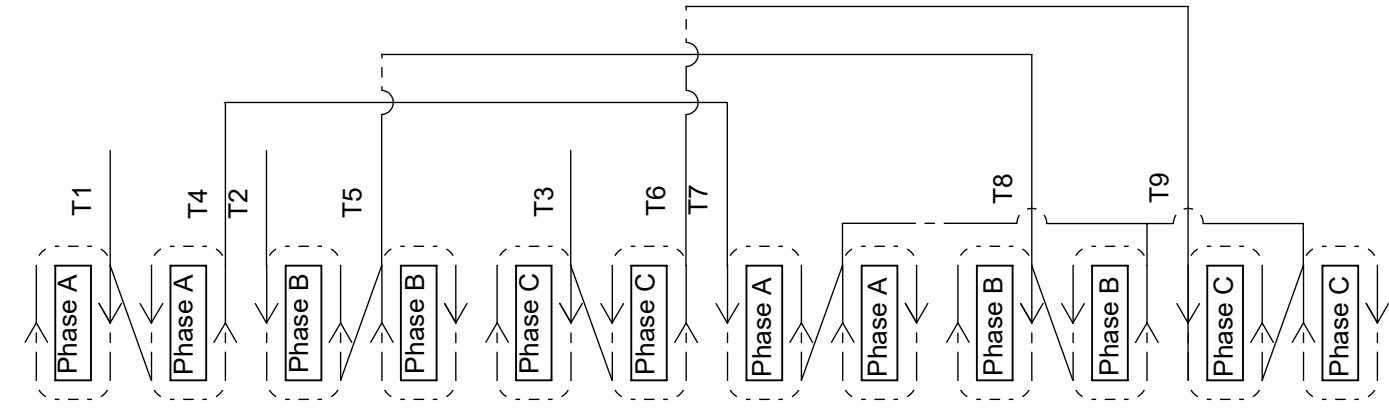 T1
T4
T2
T5
T3
T6
T7
T8
T9
Phase A
Phase A
Phase B
Phase B
Phase C
Phase C
Phase A
Phase A
Phase B
Phase B
Phase C
Phase C